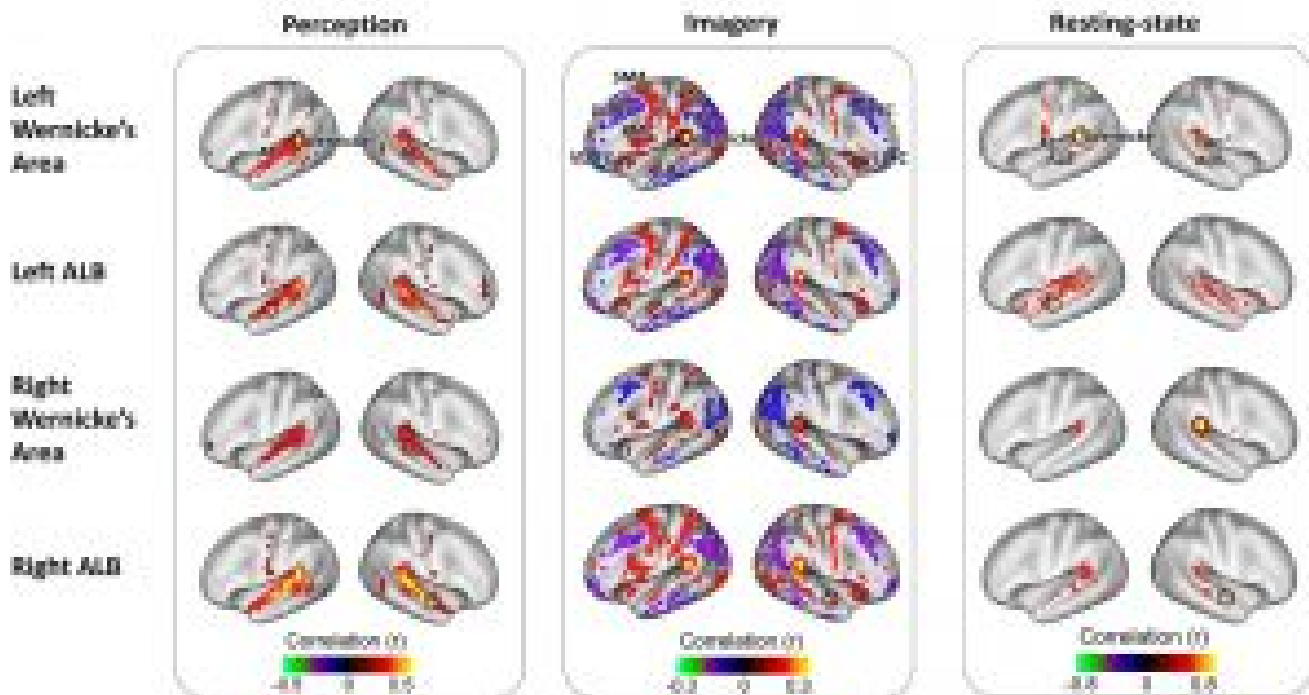 Perception
Imagery
Resting-state
Left
Wernicke's
Area
Left ALB
Right
Wernicke's
Area
Right ALB
Correlation (r)
Correlation (r)
Correlation (r)
0
0
0